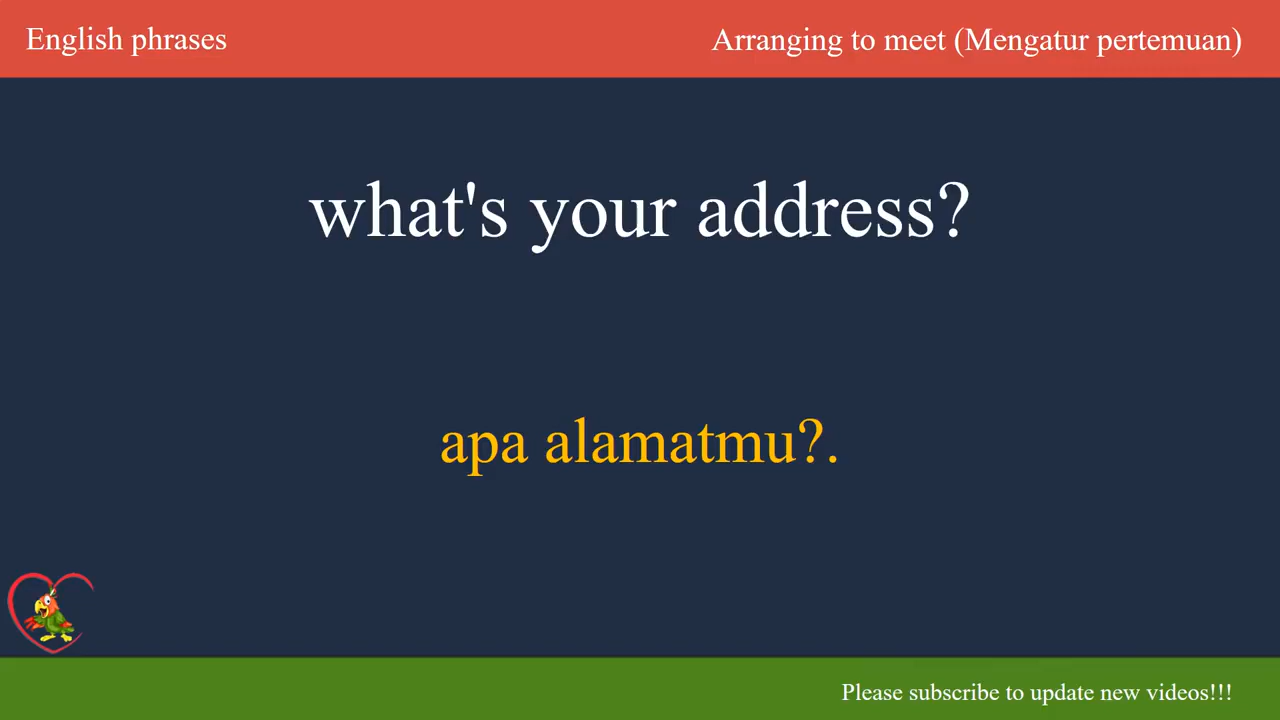 English phrases
Arranging to meet (Mengatur pertemuan)
what's your address?
apa alamatmu?.
Please subscribe to update new videos!!!